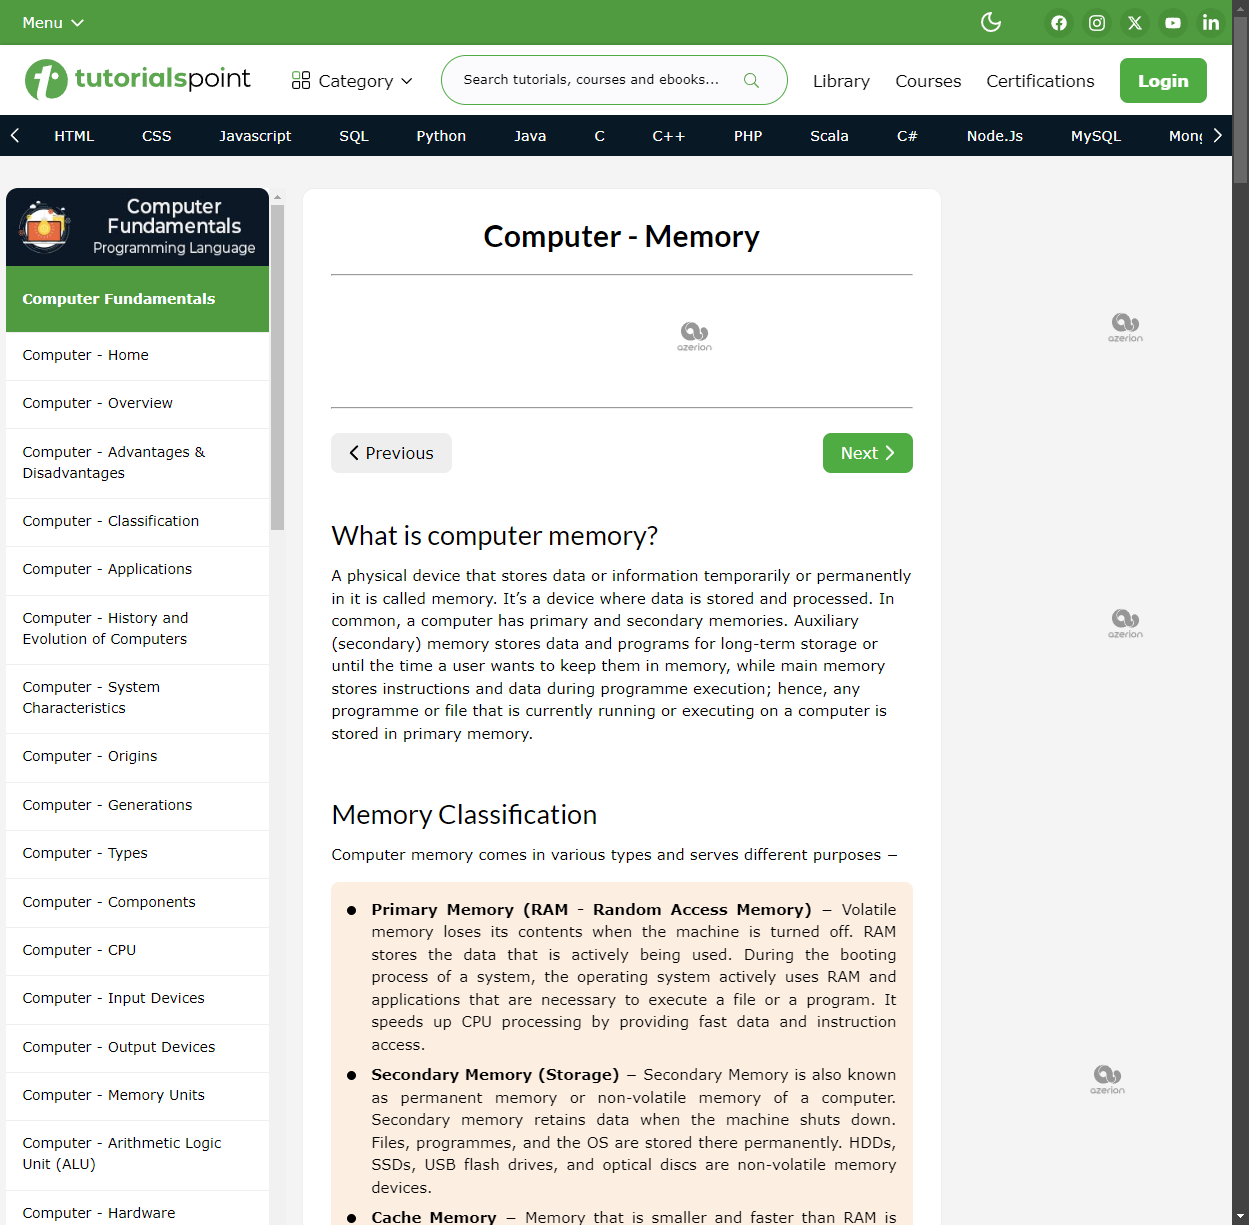 Menu
tutorialspoint
Category
Search tutorials, courses and ebooks...
Library
Courses
Certifications
Login
HTML CSS Javascript SQL Python Java C C++ PHP Scala C# Node.Js MySQL Mong
Computer
Fundamentals
Programming Language
Computer Fundamentals
Computer - Home
Computer - Overview
Computer - Advantages &
Disadvantages
Computer - Classification
Computer - Applications
Computer - History and
Evolution of Computers
Computer - System
Characteristics
Computer - Origins
Computer - Generations
Computer - Types
Computer - Components
Computer - CPU
Computer - Input Devices
Computer - Output Devices
Computer - Memory Units
Computer - Arithmetic Logic
Unit (ALU)
Computer - Hardware
Computer - Memory
azerion
Previous
Next
What is computer memory?
A physical device that stores data or information temporarily or permanently
in it is called memory. It’s a device where data is stored and processed. In
common, a computer has primary and secondary memories. Auxiliary
(secondary) memory stores data and programs for long-term storage or
until the time a user wants to keep them in memory, while main memory
stores instructions and data during programme execution; hence, any
programme or file that is currently running or executing on a computer is
stored in primary memory.
Memory Classification
Computer memory comes in various types and serves different purposes −
Primary Memory (RAM - Random Access Memory) − Volatile
memory loses its contents when the machine is turned off. RAM
stores the data that is actively being used. During the booting
process of a system, the operating system actively uses RAM and
applications that are necessary to execute a file or a program. It
speeds up CPU processing by providing fast data and instruction
access.
Secondary Memory (Storage) − Secondary Memory is also known
as permanent memory or non-volatile memory of a computer.
Secondary memory retains data when the machine shuts down.
Files, programmes, and the OS are stored there permanently. HDDs,
SSDs, USB flash drives, and optical discs are non-volatile memory
devices.
Cache Memory − Memory that is smaller and faster than RAM is
azerion
azerion
azerion